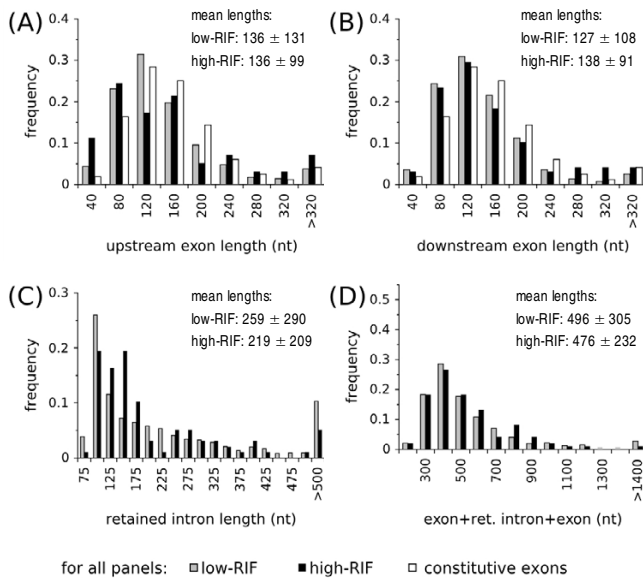 (A)
mean lengths:
low-RIF: 136 ± 131
high-RIF: 136 ± 99
frequency
0.4
0.3
0.2
0.1
0
40
80
120
160
200
240
280
320
>320
upstream exon length (nt)
(B)
mean lengths:
low-RIF: 127 ± 108
high-RIF: 138 ± 91
frequency
0.4
0.3
0.2
0.1
0
40
80
120
160
200
240
280
320
>320
downstream exon length (nt)
(C)
mean lengths:
low-RIF: 259 ± 290
high-RIF: 219 ± 209
frequency
0.3
0.2
0.1
0
75
125
175
225
275
325
375
425
475
>500
retained intron length (nt)
(D)
mean lengths:
low-RIF: 496 ± 305
high-RIF: 476 ± 232
frequency
0.5
0.4
0.3
0.2
0.1
0
300
500
700
900
1100
1300
>1400
exon+ret. intron+exon (nt)
for all panels: low-RIF high-RIF constitutive exons